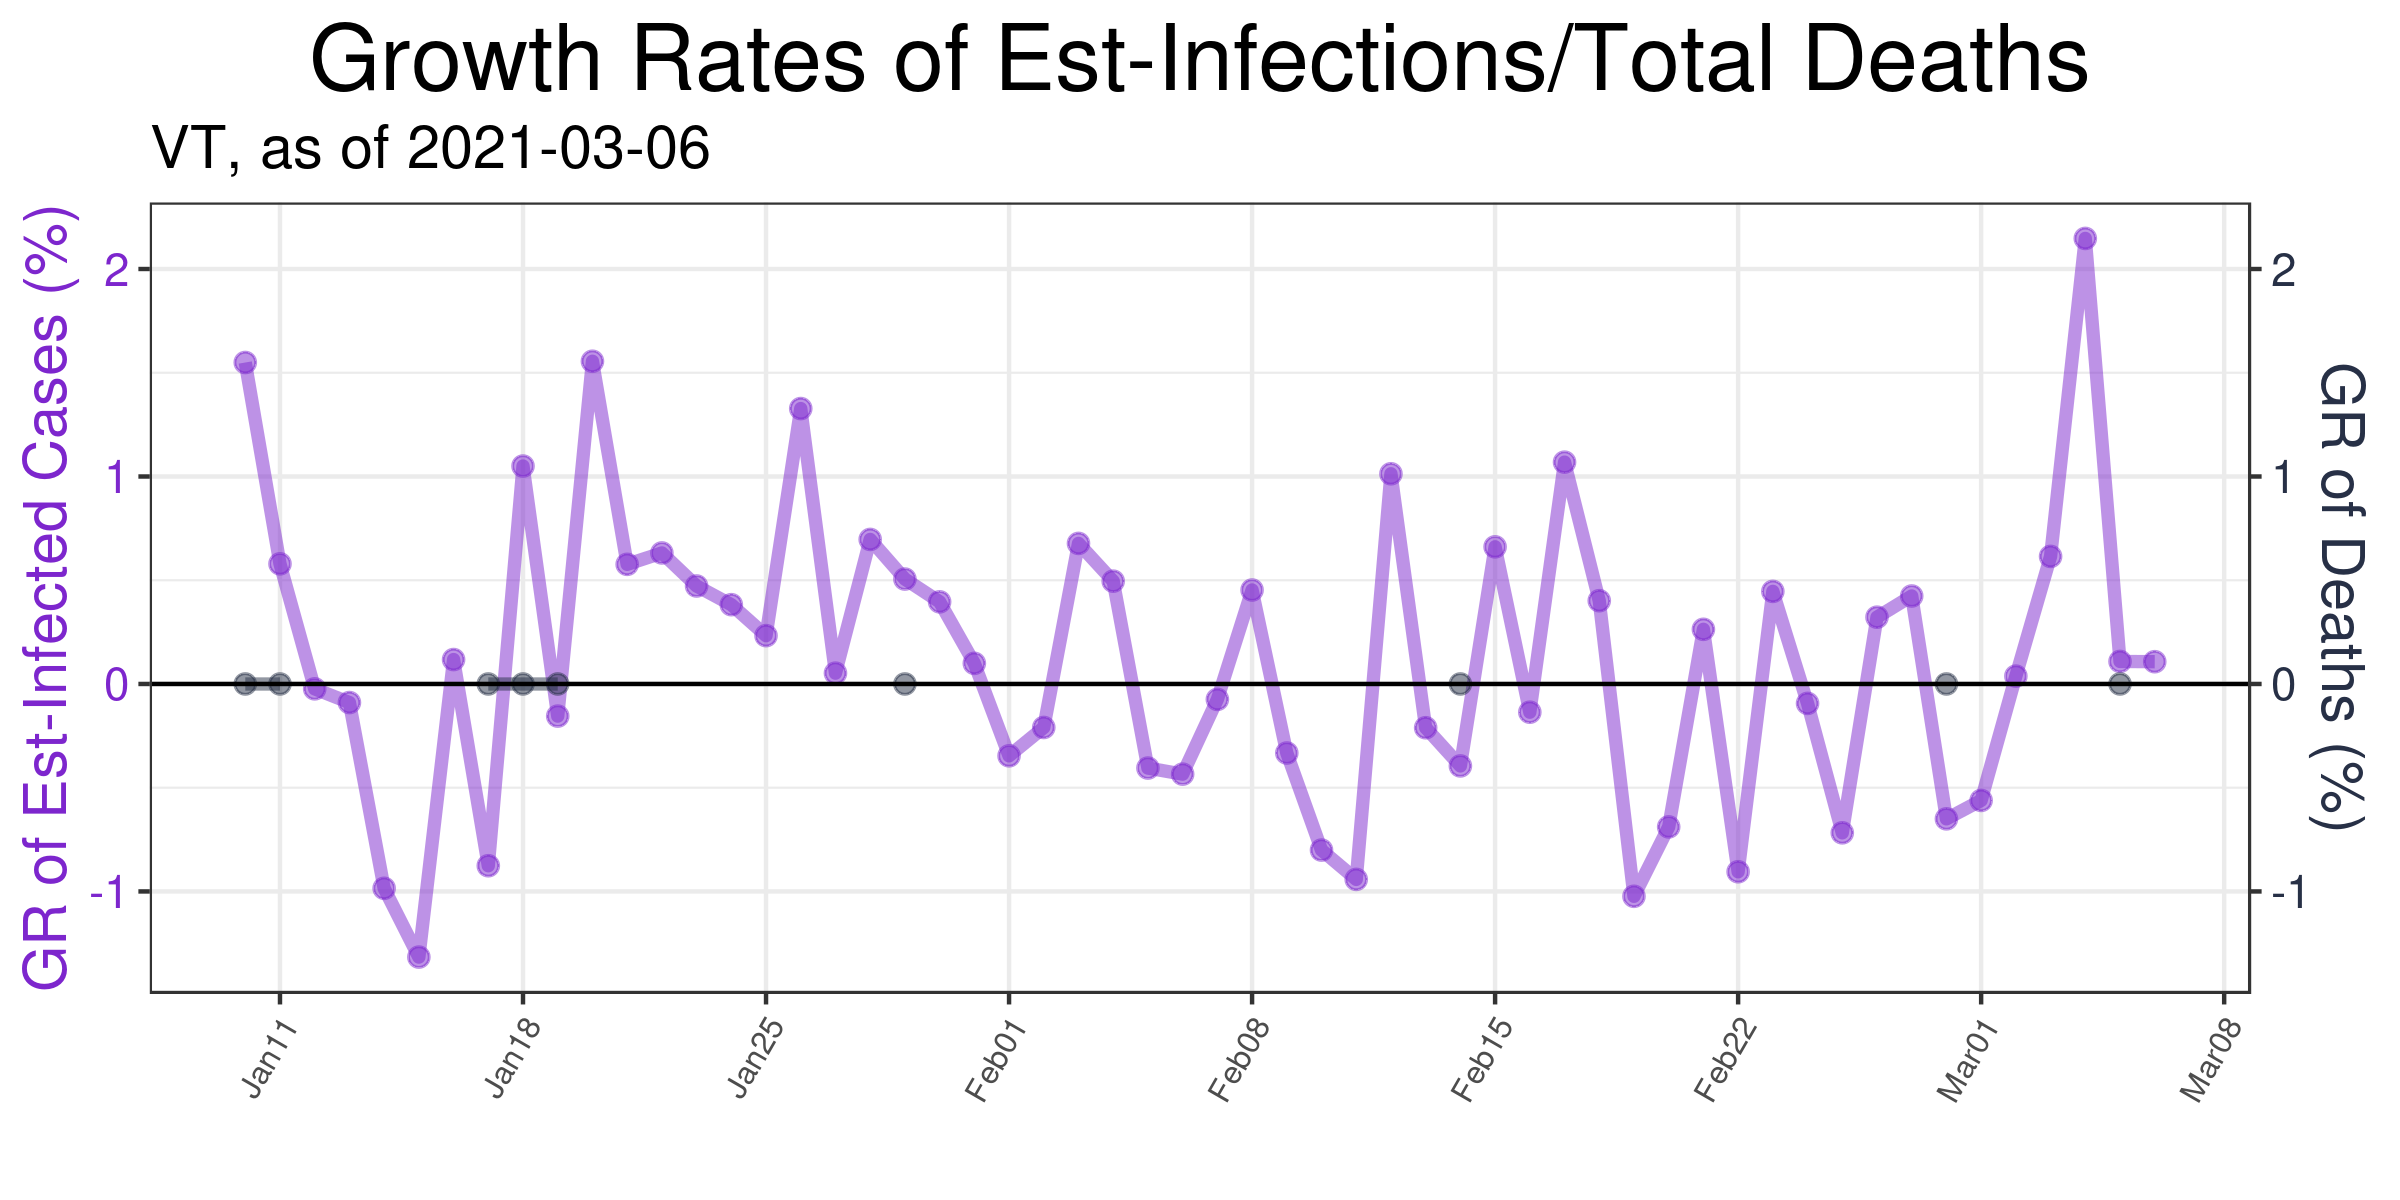 Growth Rates of Est-Infections/Total Deaths
VT, as of 2021-03-06
GR of Est-Infected Cases (%)
2
1
0
-1
2
1
0
-1
GR of Deaths (%)
Jan11
Jan18
Jan25
Feb01
Feb08
Feb15
Feb22
Mar01
Mar08